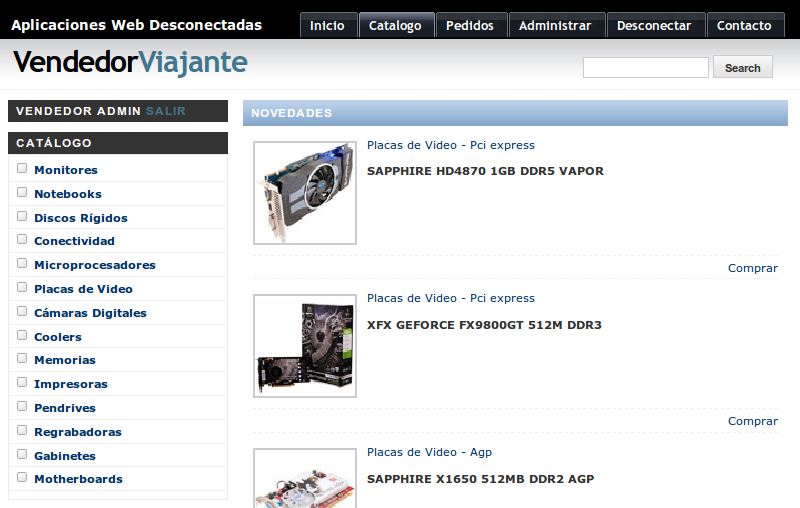 Aplicaciones Web Desconectadas
Inicio
Catalogo
Pedidos
Administrar
Desconectar
Contacto
VendedorViajante
Search
VENDEDOR ADMIN SALIR
CATÁLOGO
Monitores
Notebooks
Discos Rígidos
Conectividad
Microprocesadores
Placas de Video
Cámaras Digitales
Coolers
Memorias
Impresoras
Pendrives
Regrabadoras
Gabinetes
Motherboards
NOVEDADES
Placas de Video - Pci express
SAPPHIRE HD4870 1GB DDR5 VAPOR
Comprar
Placas de Video - Pci express
XFX GEFORCE FX9800GT 512M DDR3
Comprar
Placas de Video - Agp
SAPPHIRE X1650 512MB DDR2 AGP